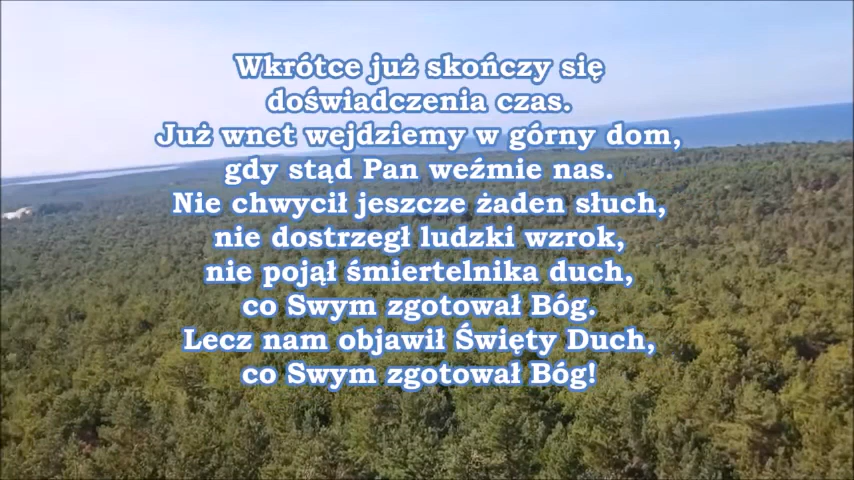 Wkrótce już skończy się
doświadczenia czas.
Już wnet wejdziemy w górny dom,
gdy stąd Pan weźmie nas.
Nie chwycił jeszcze żaden słuch,
nie dostrzegł ludzki wzrok,
nie pojął śmiertelnika duch,
co Swym zgotował Bóg.
Lecz nam objawił Święty Duch,
co Swym zgotował Bóg!